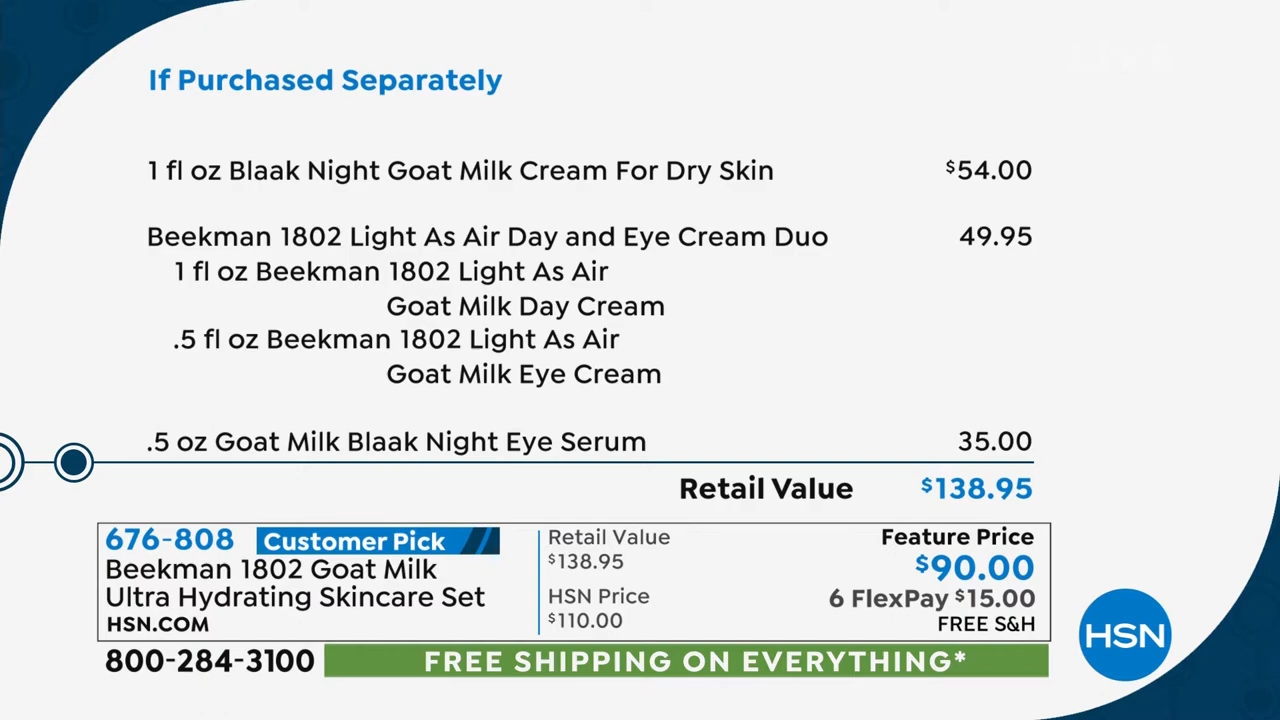 If Purchased Separately
1 fl oz Blaak Night Goat Milk Cream For Dry Skin $54.00
Beekman 1802 Light As Air Day and Eye Cream Duo 49.95
1 fl oz Beekman 1802 Light As Air
Goat Milk Day Cream
.5 fl oz Beekman 1802 Light As Air
Goat Milk Eye Cream
.5 oz Goat Milk Blaak Night Eye Serum 35.00
Retail Value $138.95
676-808 Customer Pick
Beekman 1802 Goat Milk
Ultra Hydrating Skincare Set
HSN.COM
Retail Value
$138.95
HSN Price
$110.00
Feature Price
$90.00
6 FlexPay $15.00
FREE S&H
HSN
800-284-3100 FREE SHIPPING ON EVERYTHING*